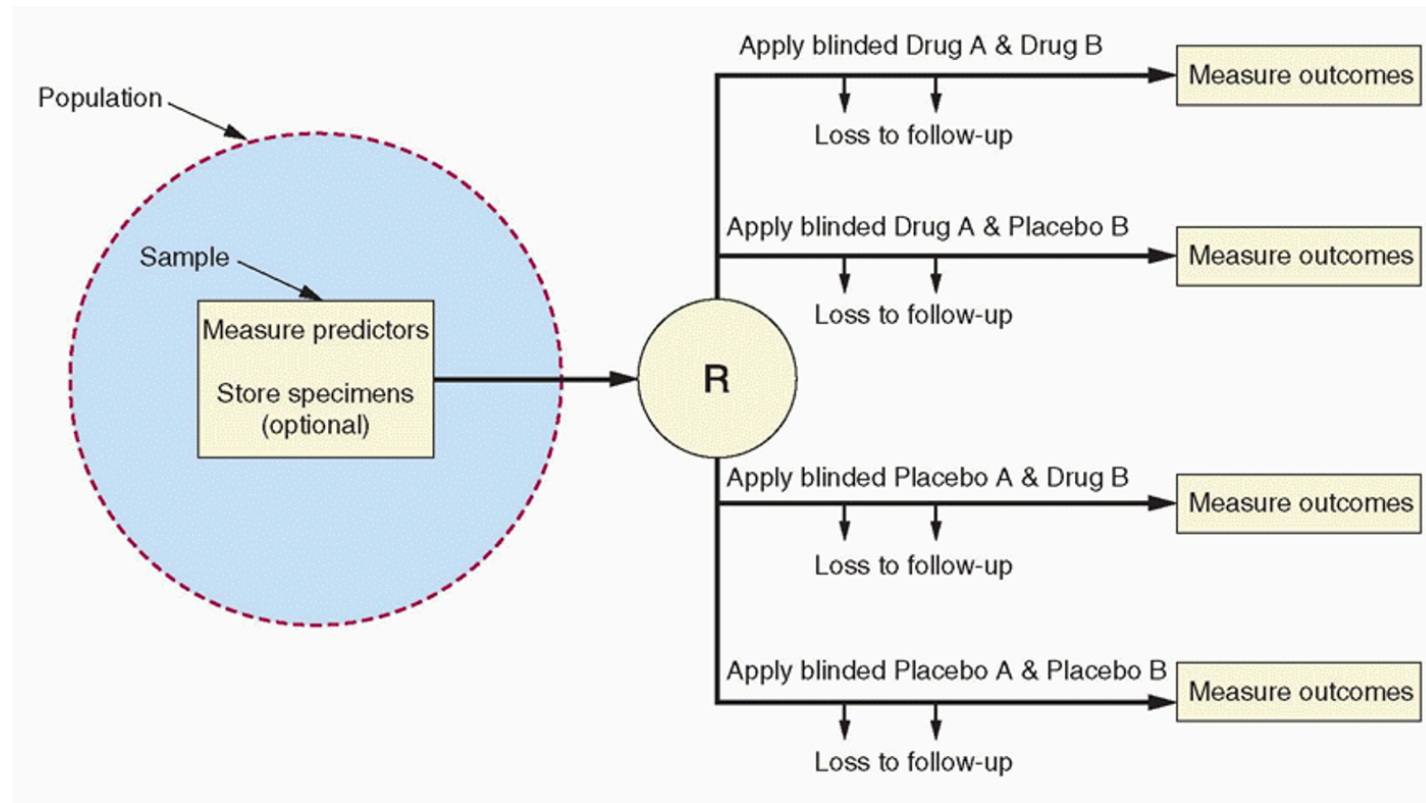 Population
Sample
Measure predictors
Store specimens
(optional)
R
Apply blinded Drug A & Drug B
Loss to follow-up
Measure outcomes
Apply blinded Drug A & Placebo B
Loss to follow-up
Measure outcomes
Apply blinded Placebo A & Drug B
Loss to follow-up
Measure outcomes
Apply blinded Placebo A & Placebo B
Loss to follow-up
Measure outcomes